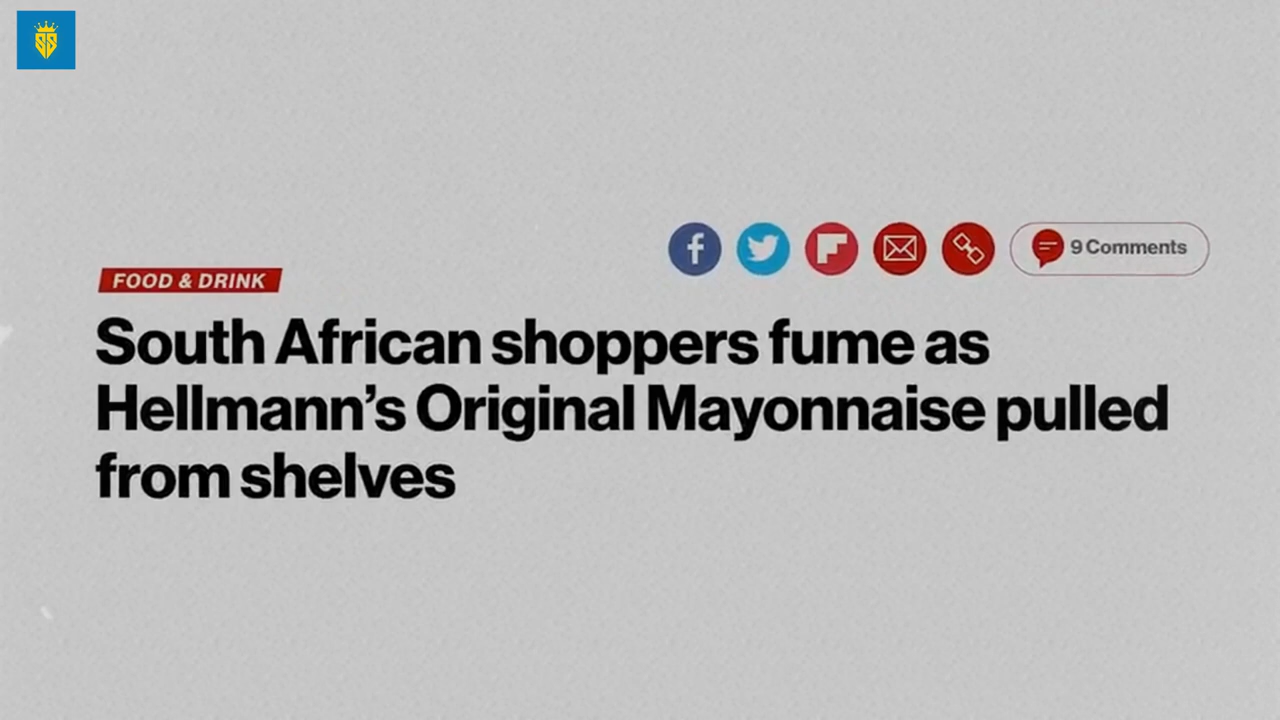 9 Comments
FOOD & DRINK
South African shoppers fume as
Hellmann’s Original Mayonnaise pulled
from shelves